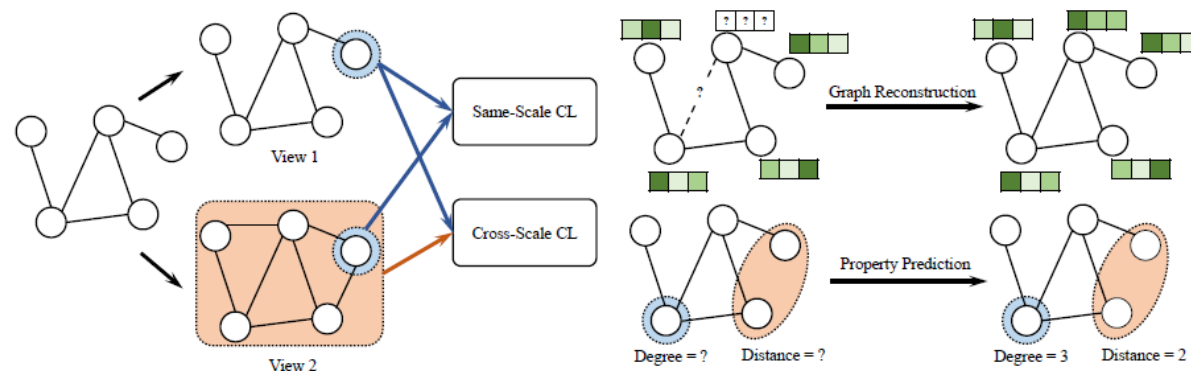 View 1
View 2
Same-Scale CL
Cross-Scale CL
? ? ?
?
Graph Reconstruction
Degree = ?
Distance = ?
Property Prediction
Degree = 3
Distance = 2